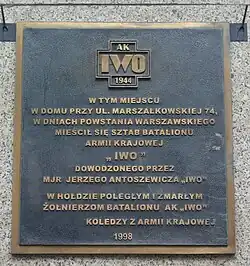 AK
IWO
1944
W TYM MIEJSCU
W DOMU PRZY UL. MARSZAŁKOWSKIEJ 74,
W DNIACH POWSTANIA WARSZAWSKIEGO
MIEŚCIŁ SIĘ SZTAB BATALIONU
ARMII KRAJOWEJ
„IWO”
DOWODZONEGO PRZEZ
MJR. JERZEGO ANTOSZEWICZA „IWO”
W HOŁDZIE POLEGŁYM I ZMARŁYM
ŻOŁNIERZOM BATALIONU AK „IWO”
KOLEDZY Z ARMII KRAJOWEJ
1998